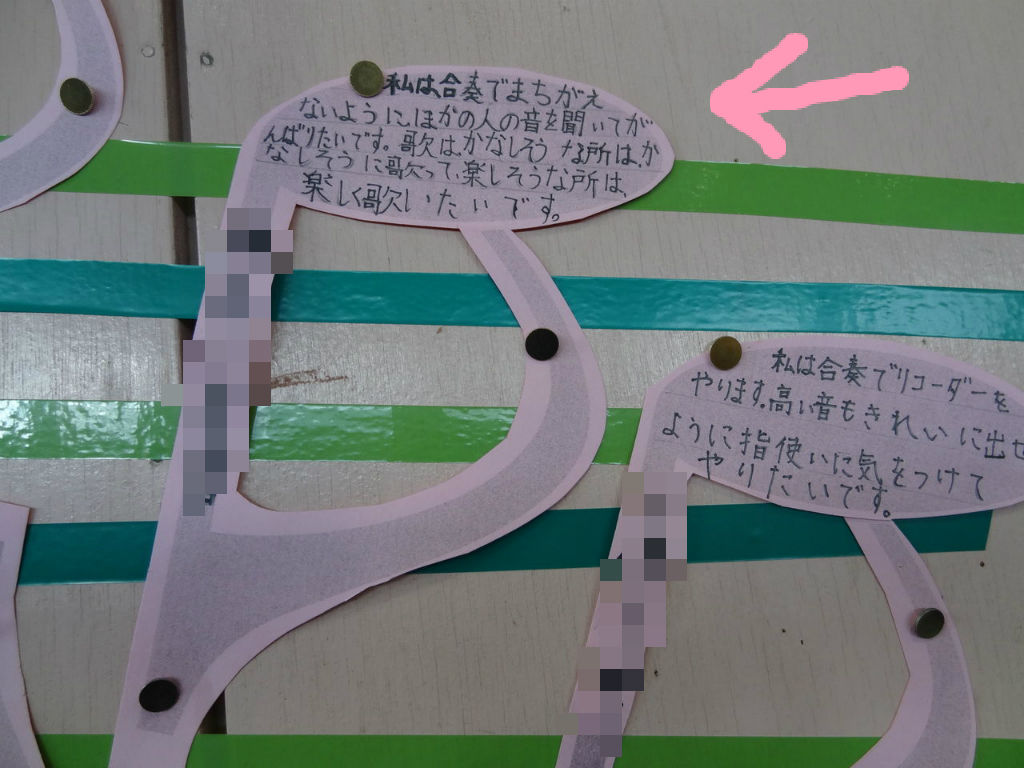 私は合奏でまちがえ
ないようにほかの人の音を聞いてが
んばりたいです。歌は、かなしそうな所は、か
なしそうに歌って、楽しそうな所は、
楽しく歌いたいです。
私は合奏でリコーダーを
やります。高い音もきれいに出せ
ように指使いに気をつけて
やりたいです。